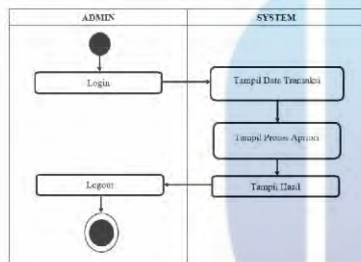 ADMIN
SYSTEM
Login
Tampil Data Transaksi
Tampil Proses Apriori
Logout
Tampil Hasil